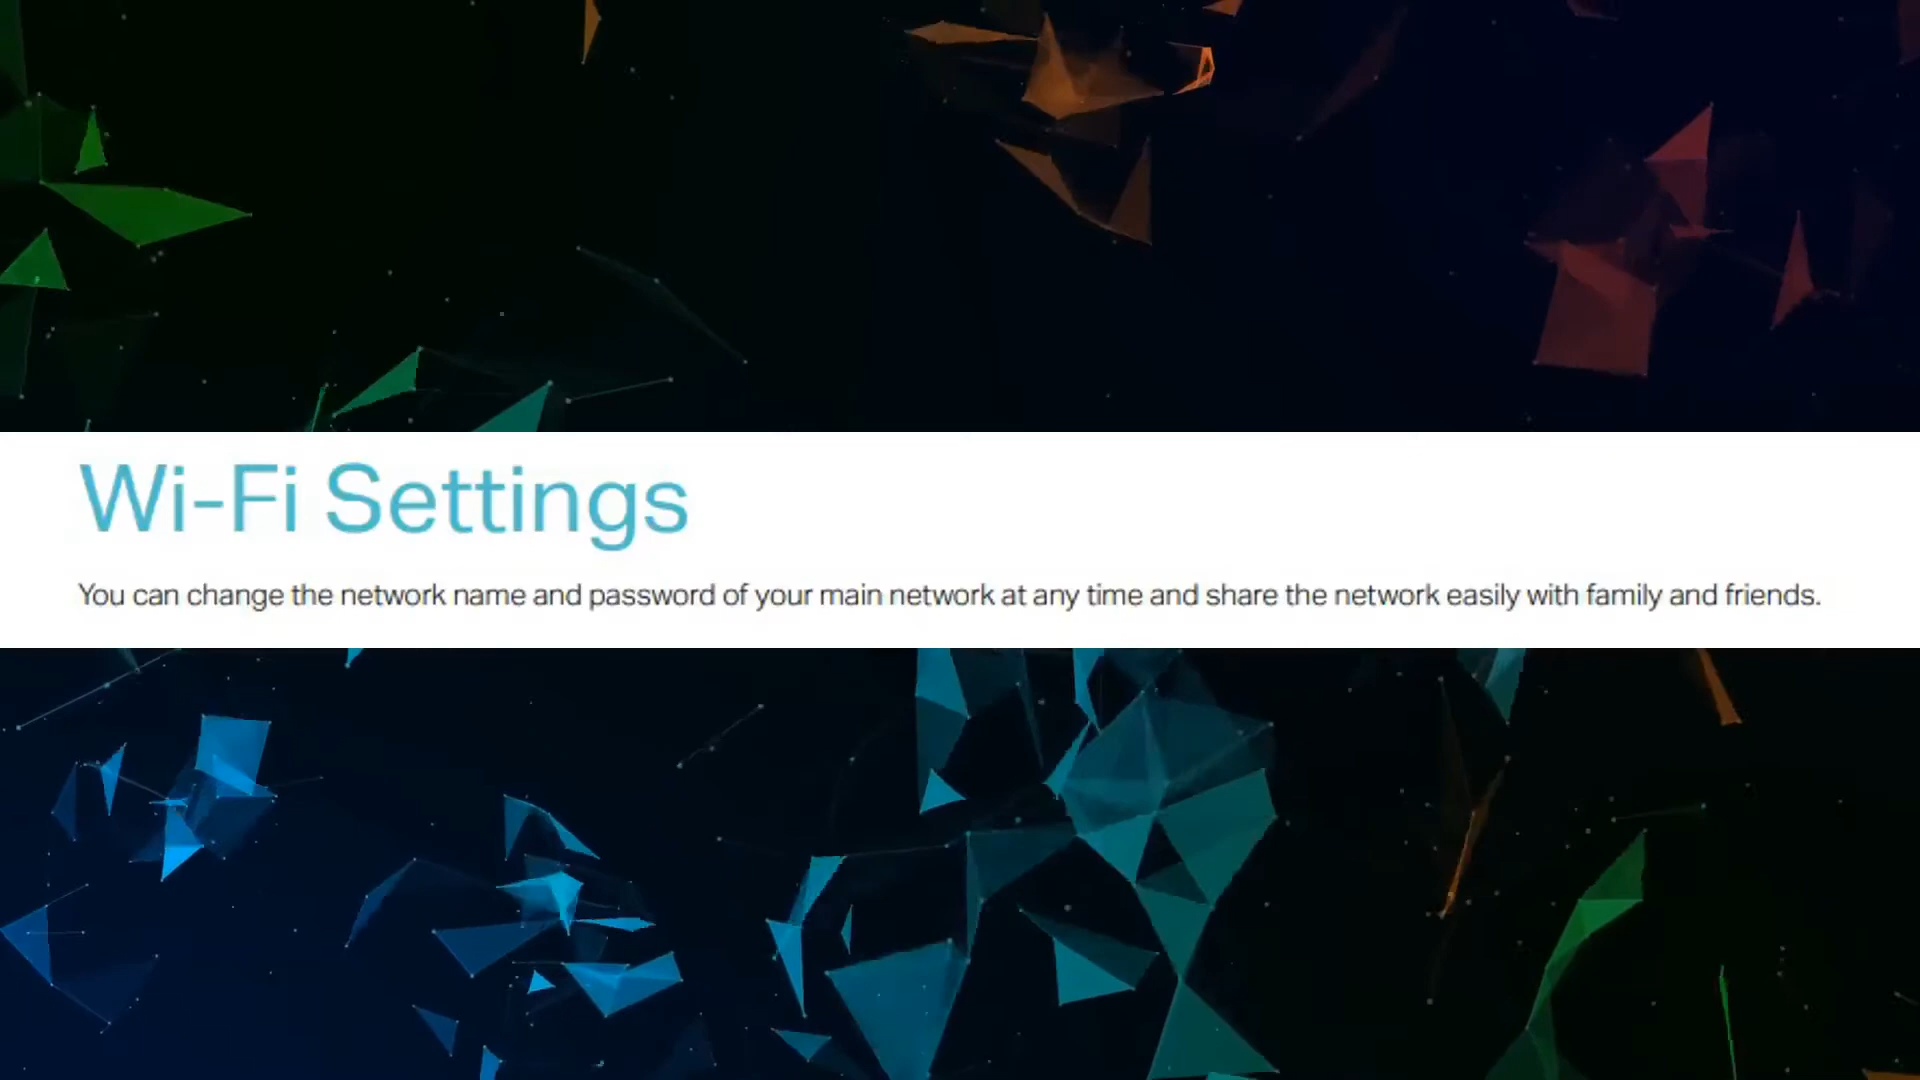 Wi-Fi Settings
You can change the network name and password of your main network at any time and share the network easily with family and friends.